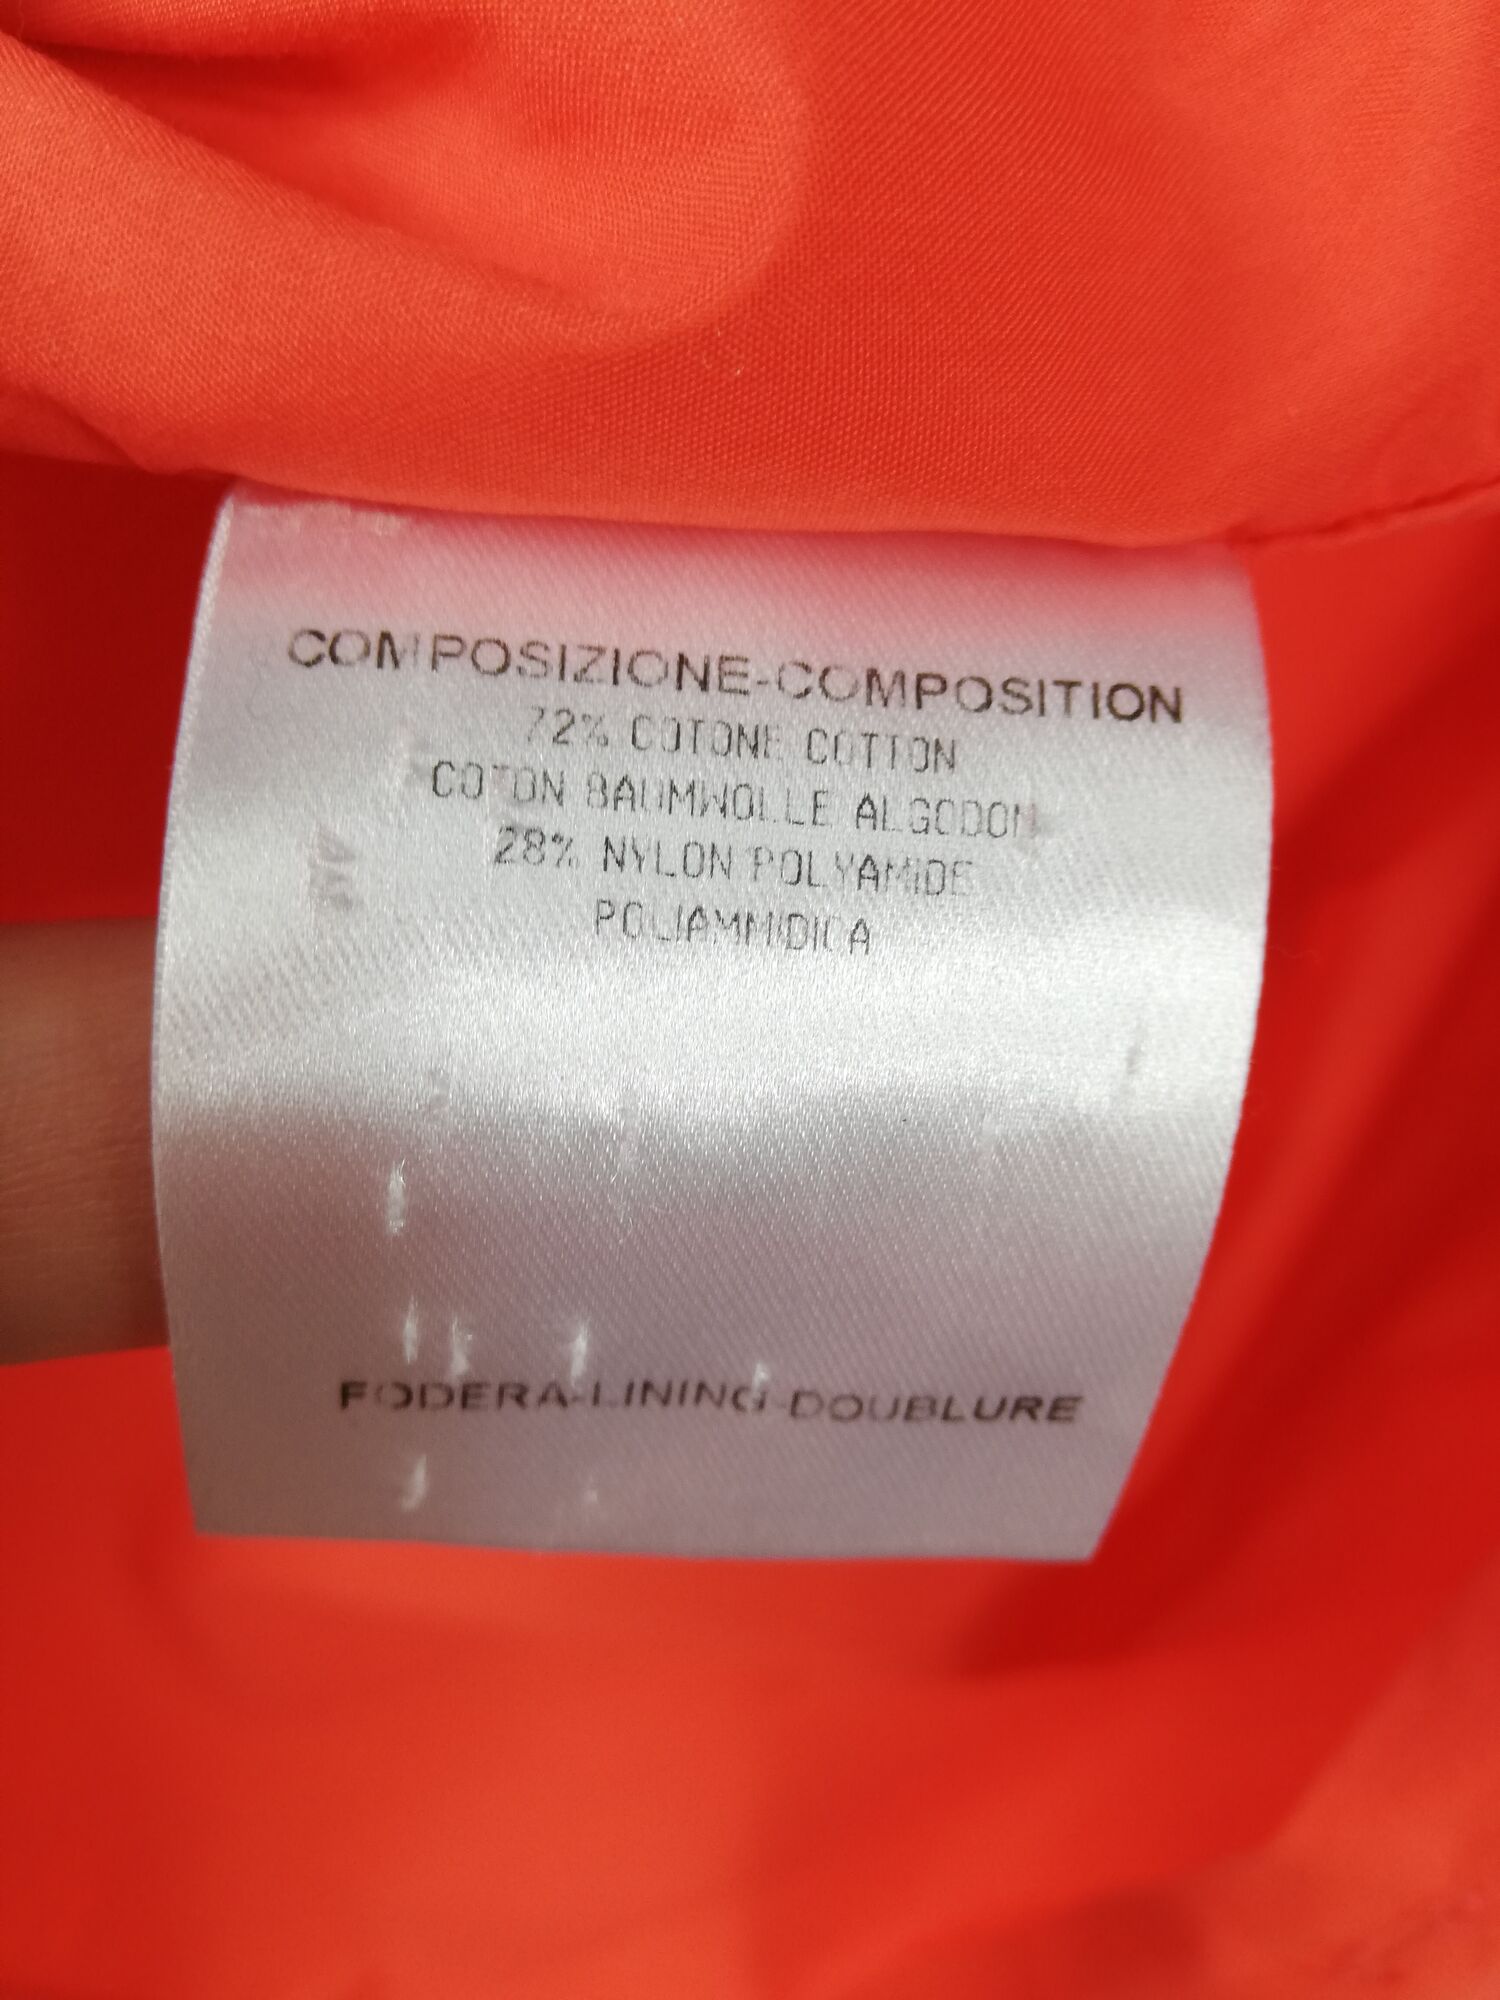 COMPOSIZIONE-COMPOSITION
72% COTONE COTTON
COTON BAUMWOLLE ALGODON
28% NYLON POLYAMIDE
POLIAMMIDICA
FODERA-LINING-DOUBLURE